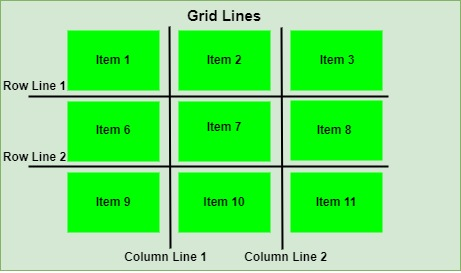 Grid Lines
Item 1 Item 2 Item 3
Row Line 1
Item 6 Item 7 Item 8
Row Line 2
Item 9 Item 10 Item 11
Column Line 1 Column Line 2